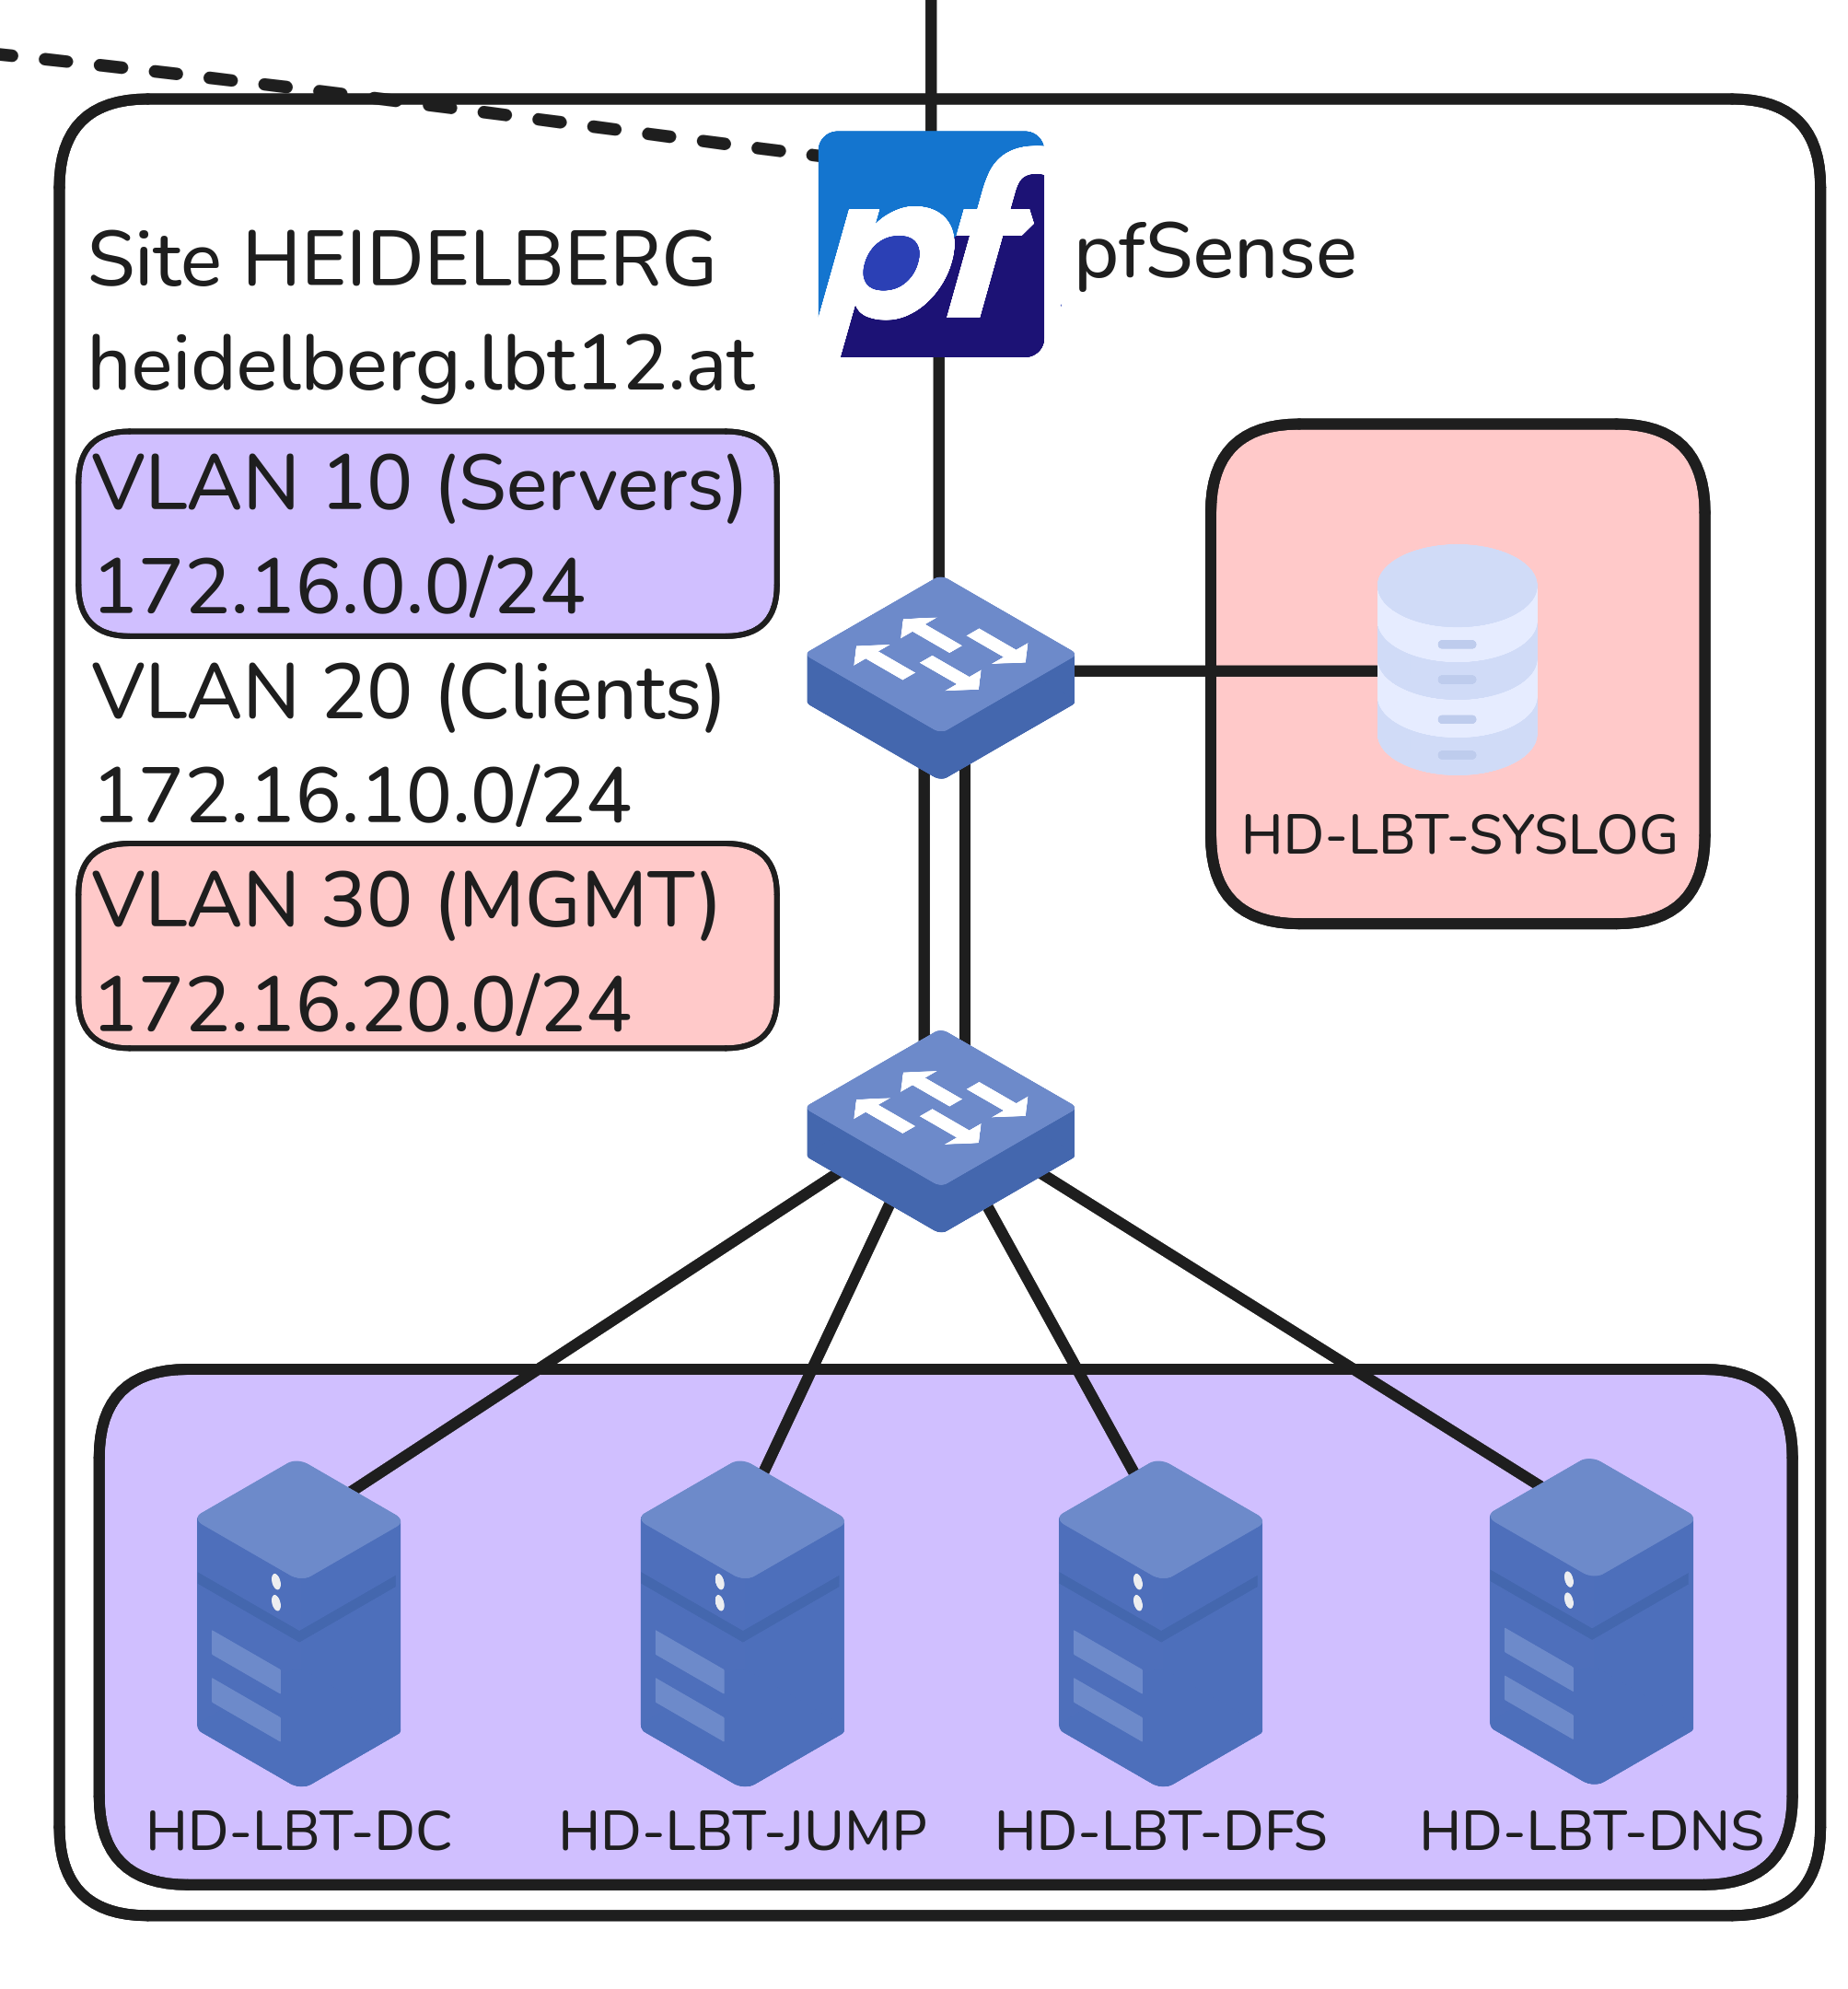 pf
pfSense
Site HEIDELBERG
heidelberg.lbt12.at
VLAN 10 (Servers)
172.16.0.0/24
VLAN 20 (Clients)
172.16.10.0/24
VLAN 30 (MGMT)
172.16.20.0/24
HD-LBT-SYSLOG
HD-LBT-DC
HD-LBT-JUMP
HD-LBT-DFS
HD-LBT-DNS